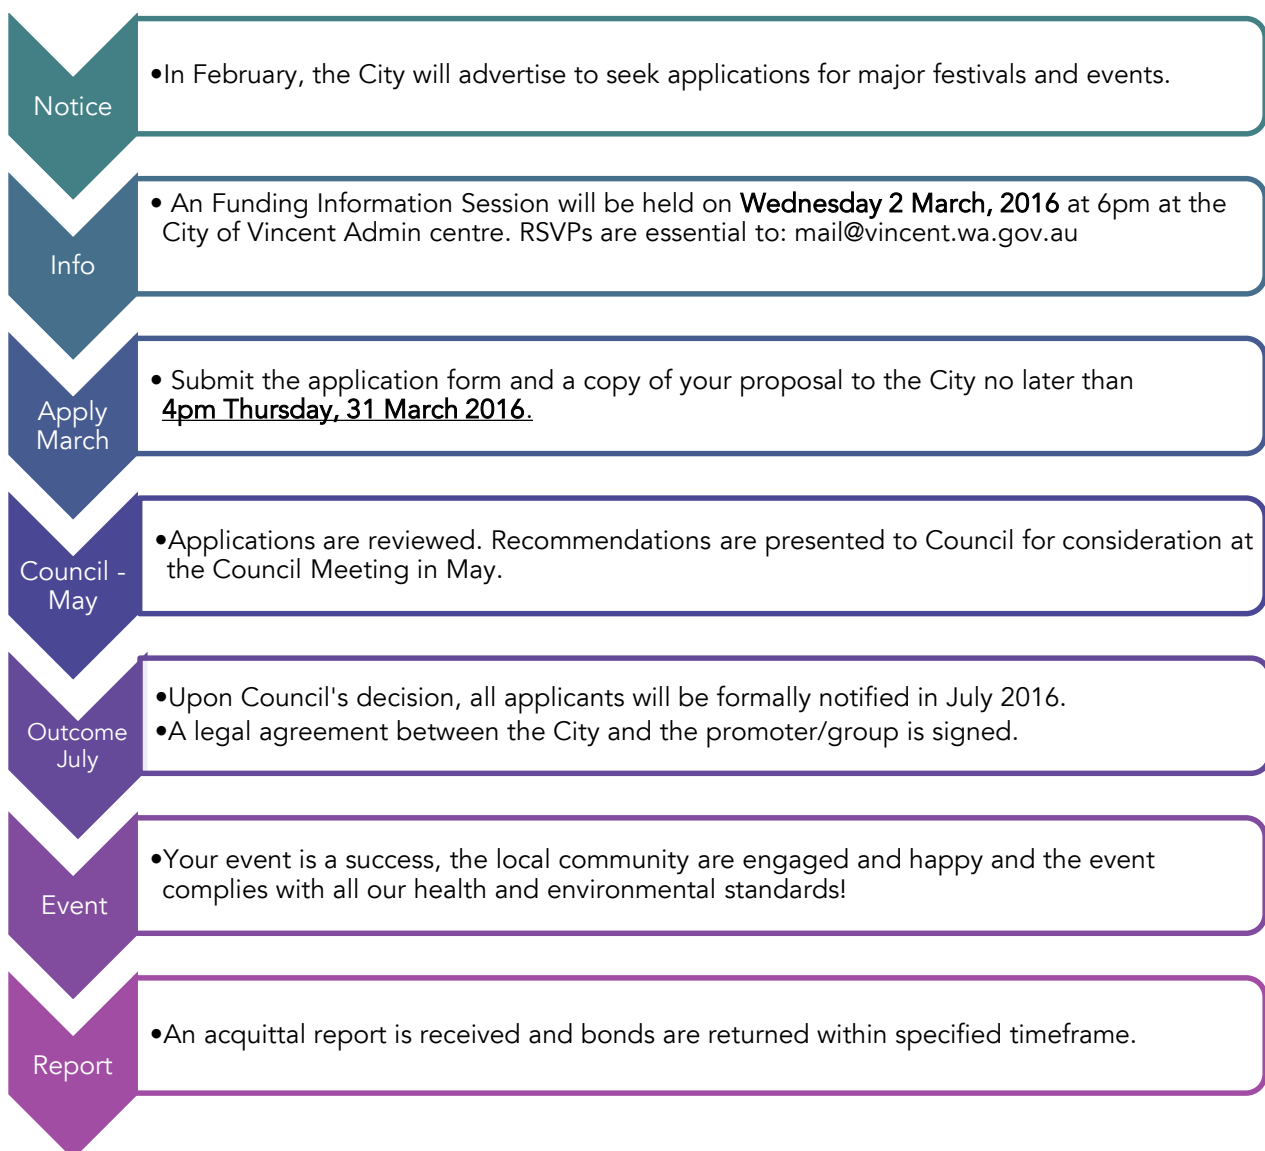 Notice
•In February, the City will advertise to seek applications for major festivals and events.
Info
• An Funding Information Session will be held on Wednesday 2 March, 2016 at 6pm at the
City of Vincent Admin centre. RSVPs are essential to: mail@vincent.wa.gov.au
Apply
March
• Submit the application form and a copy of your proposal to the City no later than
4pm Thursday, 31 March 2016.
Council -
May
•Applications are reviewed. Recommendations are presented to Council for consideration at
the Council Meeting in May.
Outcome
July
•Upon Council's decision, all applicants will be formally notified in July 2016.
•A legal agreement between the City and the promoter/group is signed.
Event
•Your event is a success, the local community are engaged and happy and the event
complies with all our health and environmental standards!
Report
•An acquittal report is received and bonds are returned within specified timeframe.